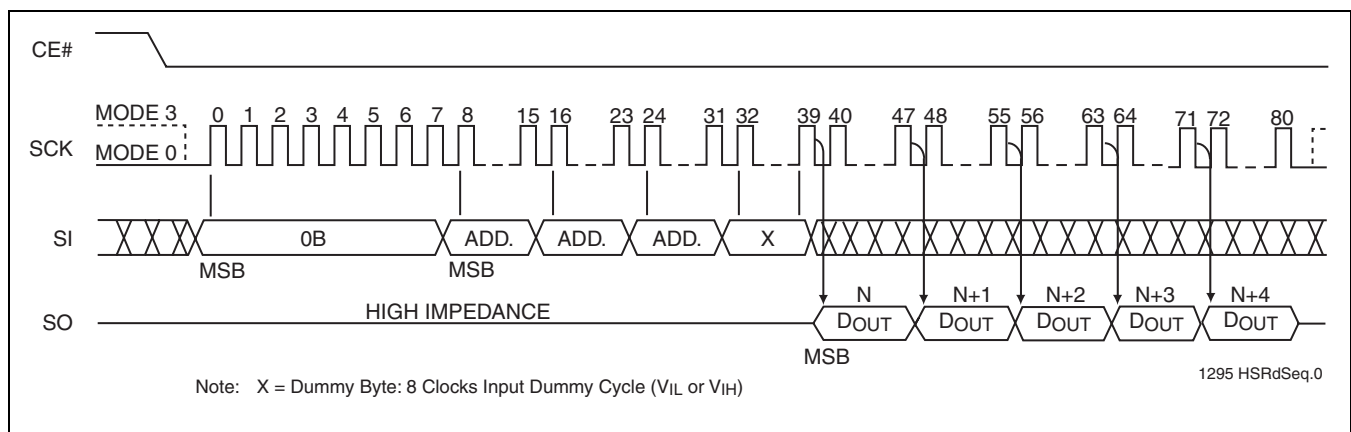 CE#
MODE 3 0 1 2 3 4 5 6 7 8 15 16 23 24 31 32 39 40 47 48 55 56 63 64 71 72 80
SCK MODE 0
SI 0B ADD. ADD. ADD. X
MSB MSB
N N+1 N+2 N+3 N+4
SO HIGH IMPEDANCE DOUT DOUT DOUT DOUT DOUT
MSB
1295 HSRdSeq.0
Note: X = Dummy Byte: 8 Clocks Input Dummy Cycle (VIL or VIH)